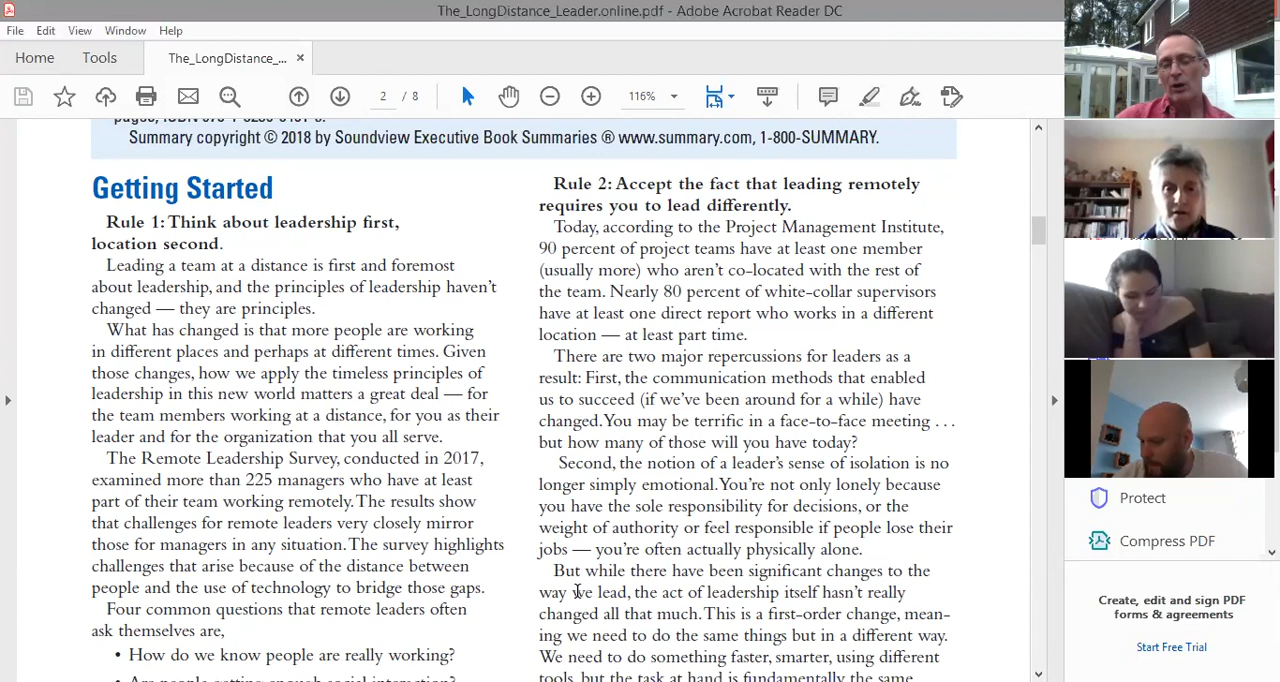 The_LongDistance_Leader.online.pdf - Adobe Acrobat Reader DC
File Edit View Window Help
Home Tools The_LongDistance_... ×
2 / 8 116%
Summary copyright © 2018 by Soundview Executive Book Summaries ® www.summary.com, 1-800-SUMMARY.
Getting Started
Rule 1: Think about leadership first,
location second.
Leading a team at a distance is first and foremost
about leadership, and the principles of leadership haven't
changed — they are principles.
What has changed is that more people are working
in different places and perhaps at different times. Given
those changes, how we apply the timeless principles of
leadership in this new world matters a great deal — for
the team members working at a distance, for you as their
leader and for the organization that you all serve.
The Remote Leadership Survey, conducted in 2017,
examined more than 225 managers who have at least
part of their team working remotely. The results show
that challenges for remote leaders very closely mirror
those for managers in any situation. The survey highlights
challenges that arise because of the distance between
people and the use of technology to bridge those gaps.
Four common questions that remote leaders often
ask themselves are,
• How do we know people are really working?
• Are people getting enough social interaction?
Rule 2: Accept the fact that leading remotely
requires you to lead differently.
Today, according to the Project Management Institute,
90 percent of project teams have at least one member
(usually more) who aren't co-located with the rest of
the team. Nearly 80 percent of white-collar supervisors
have at least one direct report who works in a different
location — at least part time.
There are two major repercussions for leaders as a
result: First, the communication methods that enabled
us to succeed (if we've been around for a while) have
changed. You may be terrific in a face-to-face meeting . . .
but how many of those will you have today?
Second, the notion of a leader's sense of isolation is no
longer simply emotional. You're not only lonely because
you have the sole responsibility for decisions, or the
weight of authority or feel responsible if people lose their
jobs — you're often actually physically alone.
But while there have been significant changes to the
way we lead, the act of leadership itself hasn't really
changed all that much. This is a first-order change, mean-
ing we need to do the same things but in a different way.
We need to do something faster, smarter, using different
tools, but the task at hand is fundamentally the same
Protect
Compress PDF
Create, edit and sign PDF
forms & agreements
Start Free Trial